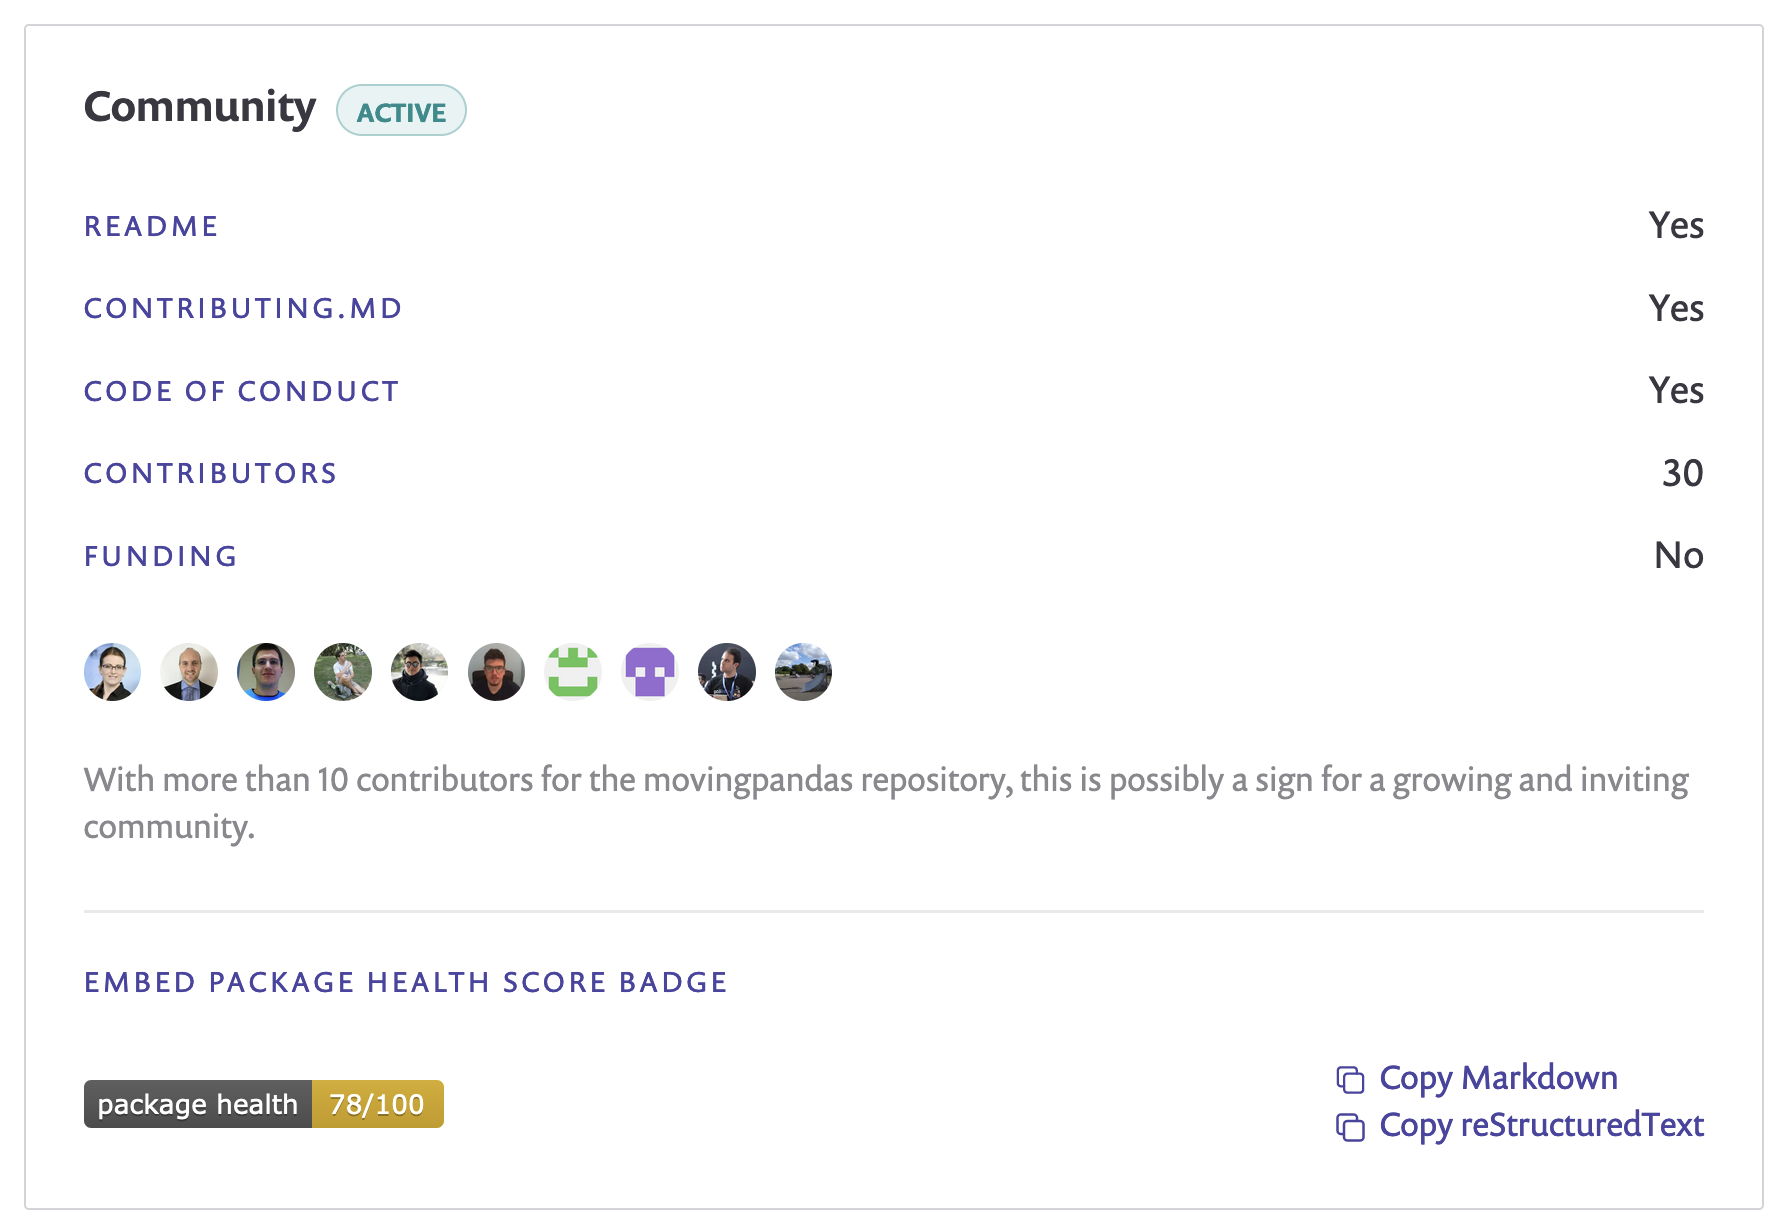 Community ACTIVE
README Yes
CONTRIBUTING.MD Yes
CODE OF CONDUCT Yes
CONTRIBUTORS 30
FUNDING No
With more than 10 contributors for the movingpandas repository, this is possibly a sign for a growing and inviting
community.
EMBED PACKAGE HEALTH SCORE BADGE
package health 78/100
Copy Markdown
Copy reStructuredText